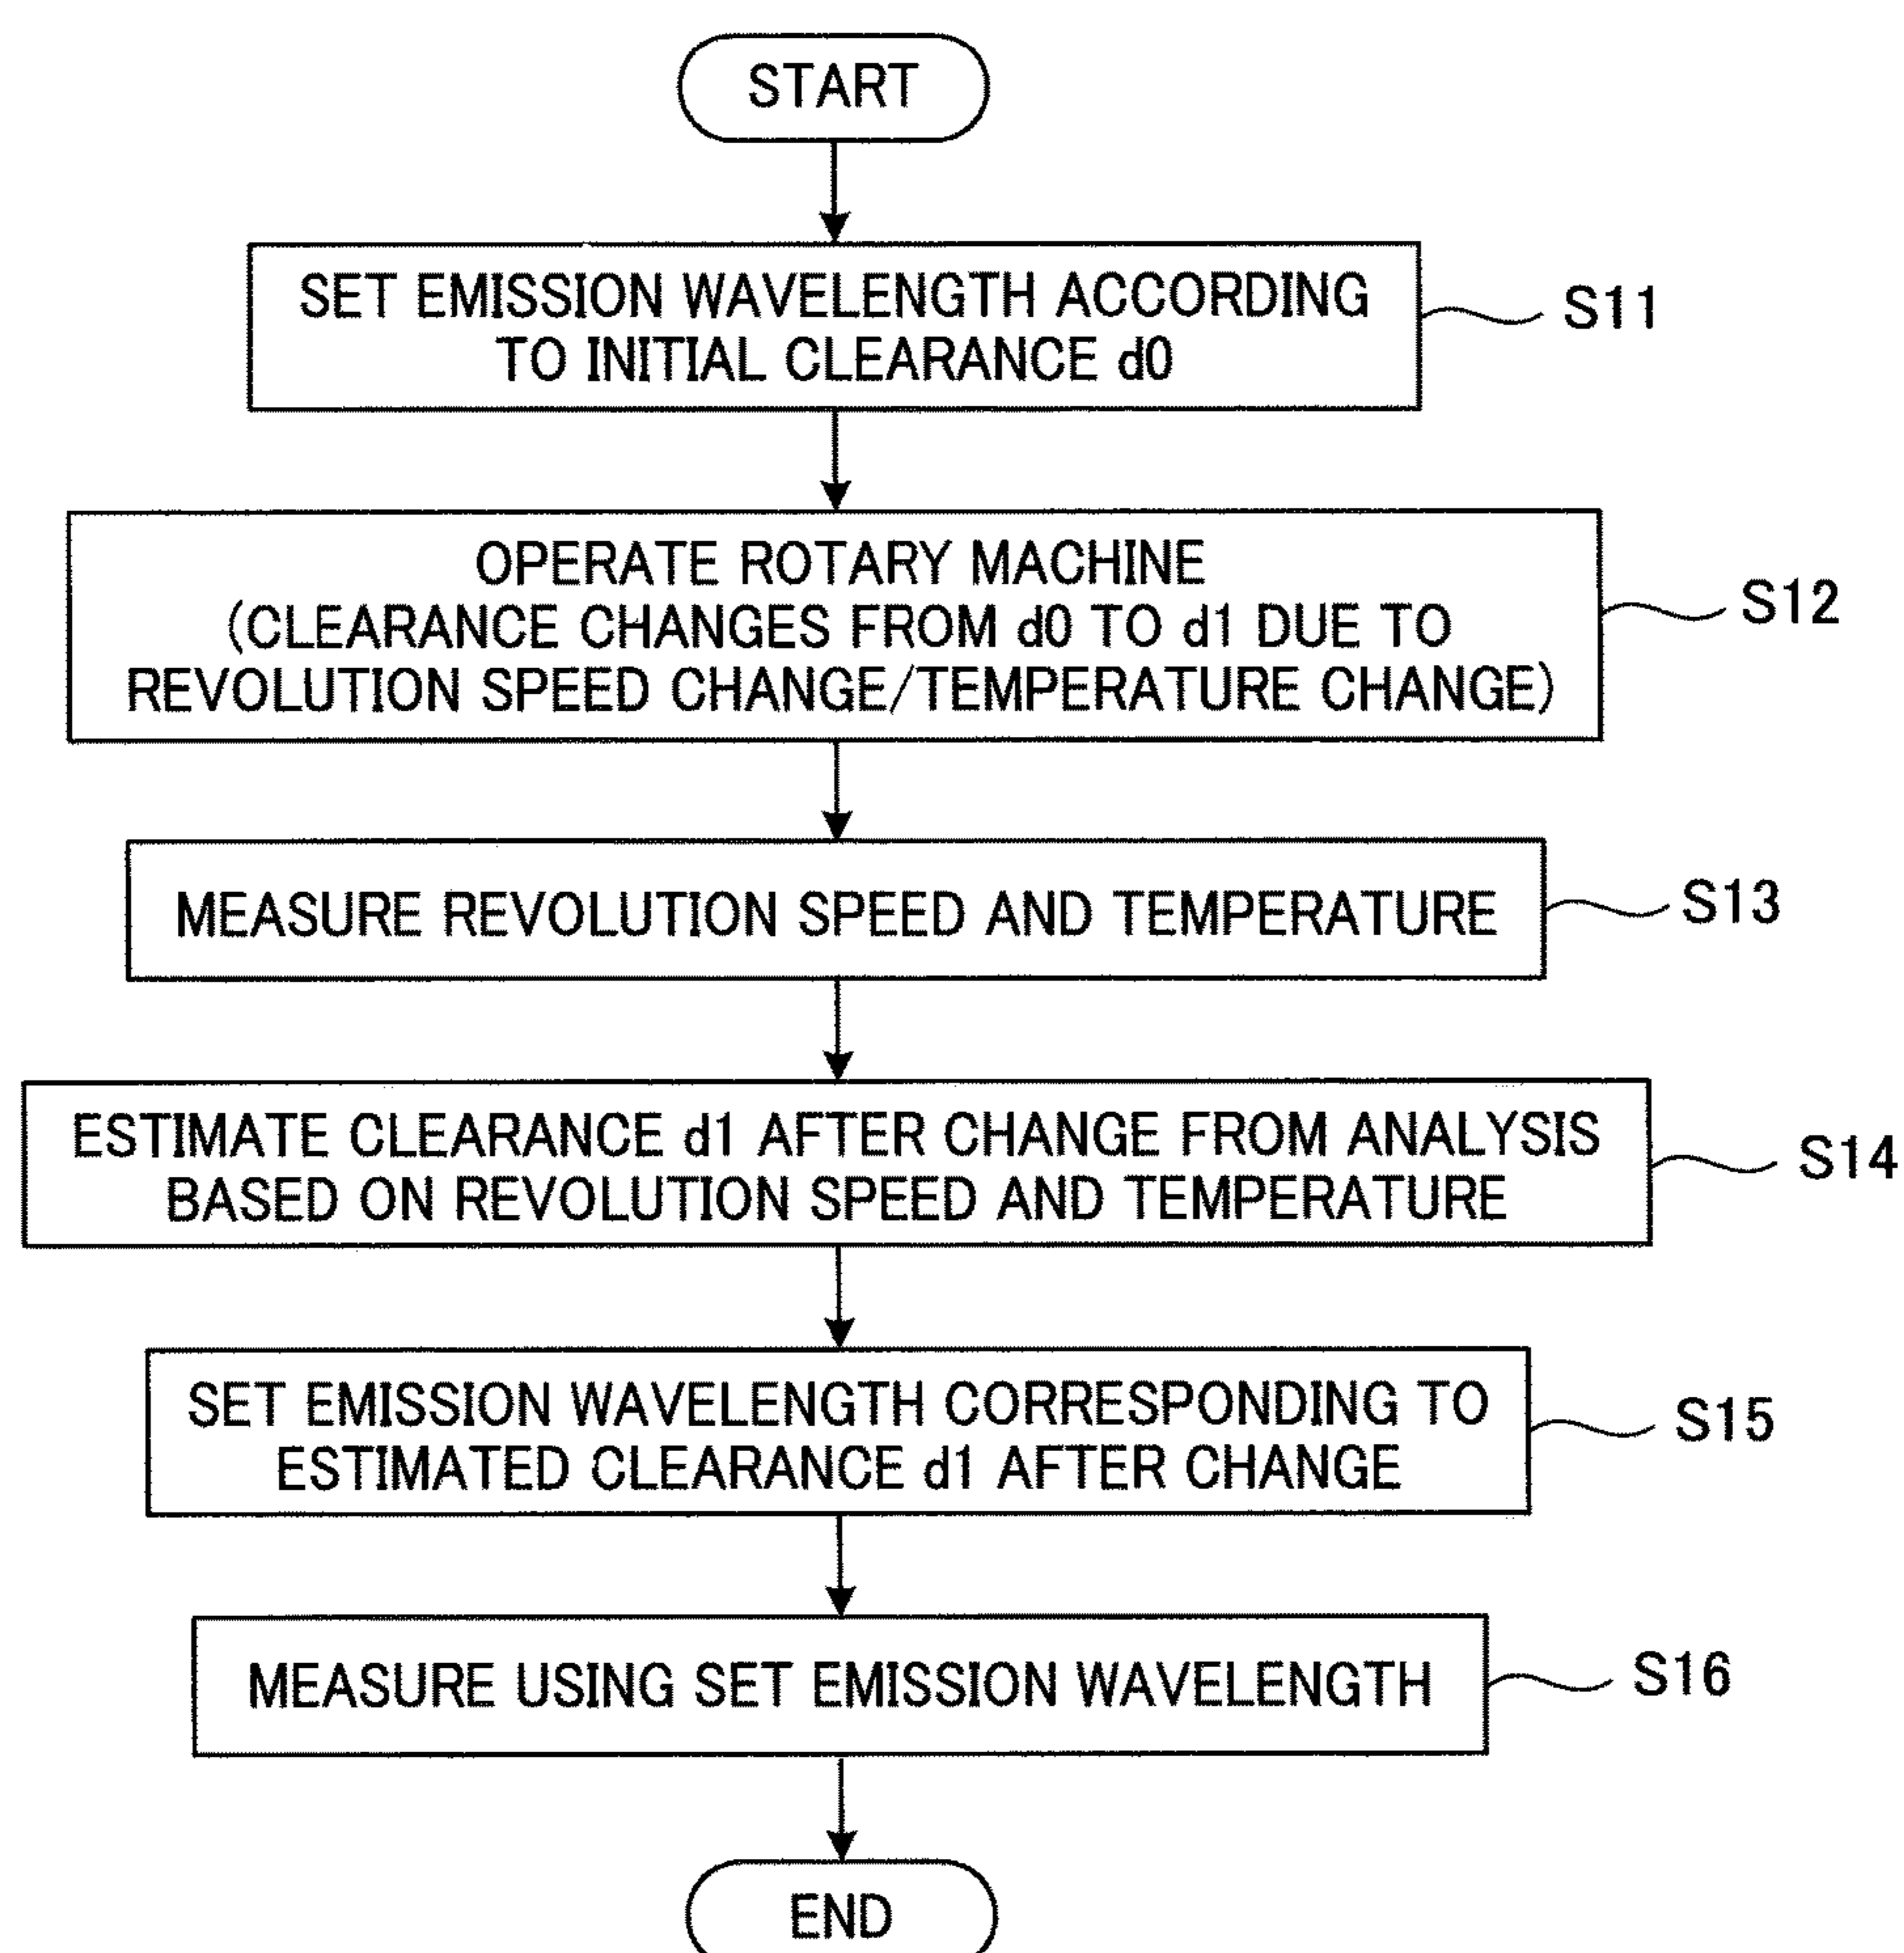 START
SET EMISSION WAVELENGTH ACCORDING
TO INITIAL CLEARANCE d0
S11
OPERATE ROTARY MACHINE
(CLEARANCE CHANGES FROM d0 TO d1 DUE TO
REVOLUTION SPEED CHANGE/TEMPERATURE CHANGE)
S12
MEASURE REVOLUTION SPEED AND TEMPERATURE
S13
ESTIMATE CLEARANCE d1 AFTER CHANGE FROM ANALYSIS
BASED ON REVOLUTION SPEED AND TEMPERATURE
S14
SET EMISSION WAVELENGTH CORRESPONDING TO
ESTIMATED CLEARANCE d1 AFTER CHANGE
S15
MEASURE USING SET EMISSION WAVELENGTH
S16
END